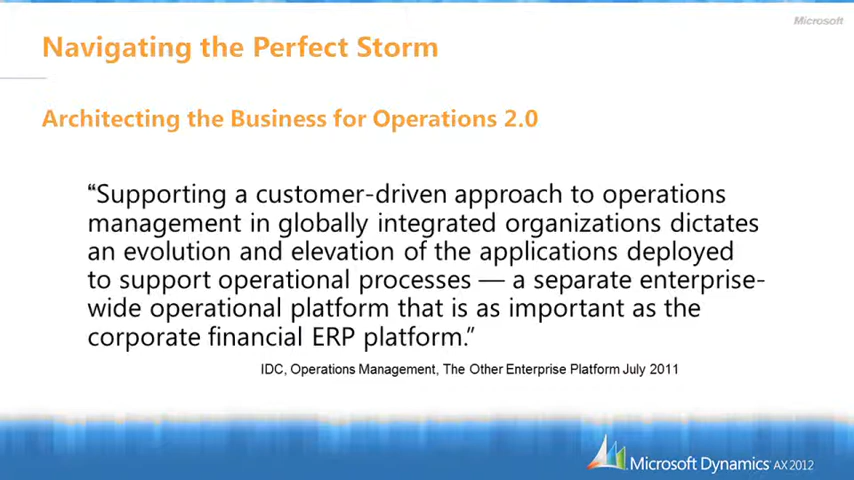 Microsoft
Navigating the Perfect Storm
Architecting the Business for Operations 2.0
“Supporting a customer-driven approach to operations
management in globally integrated organizations dictates
an evolution and elevation of the applications deployed
to support operational processes — a separate enterprise-
wide operational platform that is as important as the
corporate financial ERP platform.”
IDC, Operations Management, The Other Enterprise Platform July 2011
Microsoft Dynamics AX 2012